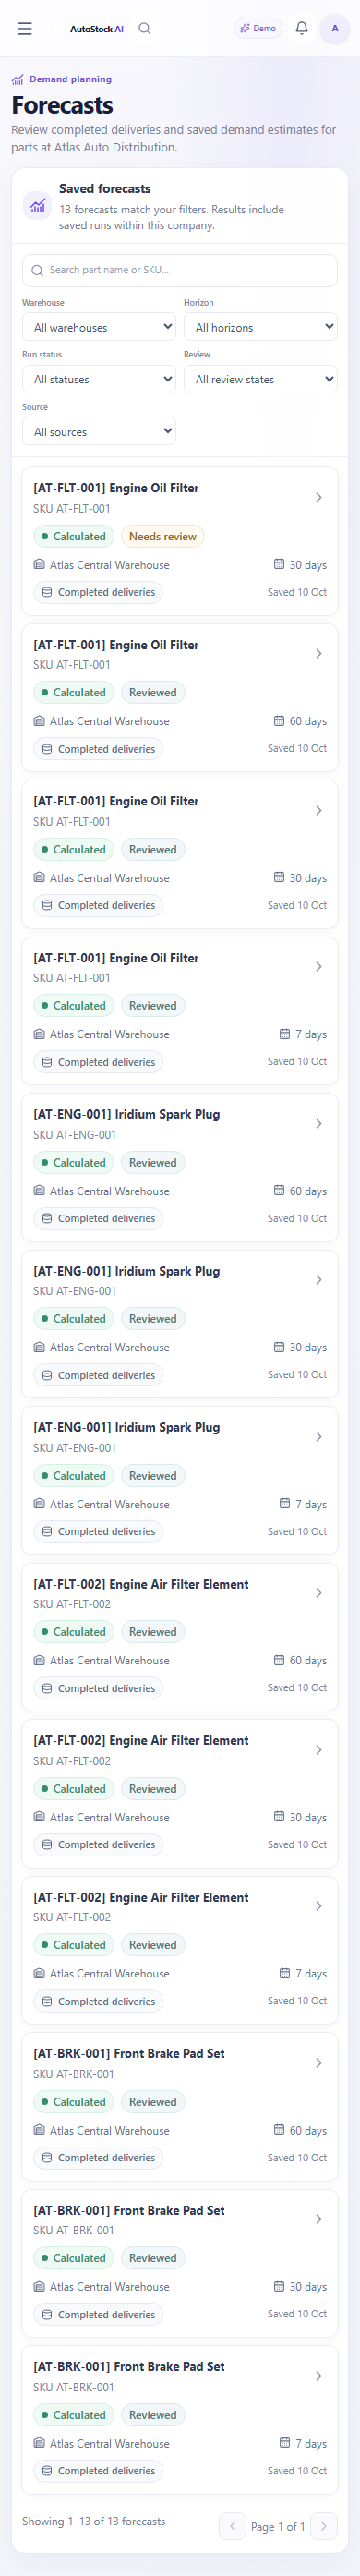 AutoStock AI
Demo
A
Demand planning
Forecasts
Review completed deliveries and saved demand estimates for
parts at Atlas Auto Distribution.
Saved forecasts
13 forecasts match your filters. Results include
saved runs within this company.
Search part name or SKU...
Warehouse
Horizon
All warehouses
All horizons
Run status
Review
All statuses
All review states
Source
All sources
[AT-FLT-001] Engine Oil Filter
SKU AT-FLT-001
Calculated
Needs review
Atlas Central Warehouse
30 days
Completed deliveries
Saved 10 Oct
[AT-FLT-001] Engine Oil Filter
SKU AT-FLT-001
Calculated
Reviewed
Atlas Central Warehouse
60 days
Completed deliveries
Saved 10 Oct
[AT-FLT-001] Engine Oil Filter
SKU AT-FLT-001
Calculated
Reviewed
Atlas Central Warehouse
30 days
Completed deliveries
Saved 10 Oct
[AT-FLT-001] Engine Oil Filter
SKU AT-FLT-001
Calculated
Reviewed
Atlas Central Warehouse
7 days
Completed deliveries
Saved 10 Oct
[AT-ENG-001] Iridium Spark Plug
SKU AT-ENG-001
Calculated
Reviewed
Atlas Central Warehouse
60 days
Completed deliveries
Saved 10 Oct
[AT-ENG-001] Iridium Spark Plug
SKU AT-ENG-001
Calculated
Reviewed
Atlas Central Warehouse
30 days
Completed deliveries
Saved 10 Oct
[AT-ENG-001] Iridium Spark Plug
SKU AT-ENG-001
Calculated
Reviewed
Atlas Central Warehouse
7 days
Completed deliveries
Saved 10 Oct
[AT-FLT-002] Engine Air Filter Element
SKU AT-FLT-002
Calculated
Reviewed
Atlas Central Warehouse
60 days
Completed deliveries
Saved 10 Oct
[AT-FLT-002] Engine Air Filter Element
SKU AT-FLT-002
Calculated
Reviewed
Atlas Central Warehouse
30 days
Completed deliveries
Saved 10 Oct
[AT-FLT-002] Engine Air Filter Element
SKU AT-FLT-002
Calculated
Reviewed
Atlas Central Warehouse
7 days
Completed deliveries
Saved 10 Oct
[AT-BRK-001] Front Brake Pad Set
SKU AT-BRK-001
Calculated
Reviewed
Atlas Central Warehouse
60 days
Completed deliveries
Saved 10 Oct
[AT-BRK-001] Front Brake Pad Set
SKU AT-BRK-001
Calculated
Reviewed
Atlas Central Warehouse
30 days
Completed deliveries
Saved 10 Oct
[AT-BRK-001] Front Brake Pad Set
SKU AT-BRK-001
Calculated
Reviewed
Atlas Central Warehouse
7 days
Completed deliveries
Saved 10 Oct
Showing 1–13 of 13 forecasts
Page 1 of 1